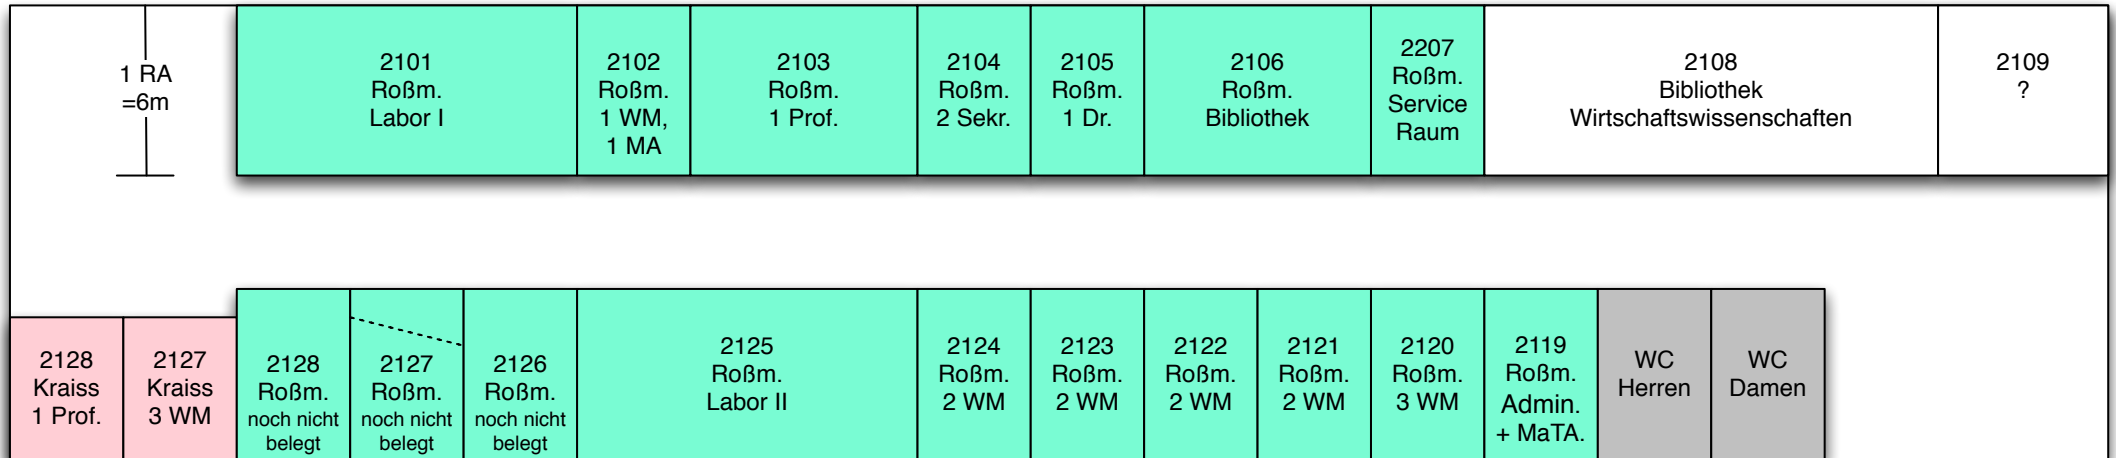 1 RA
=6m
2101
Roßm.
Labor I
2102
Roßm.
1 WM,
1 MA
2103
Roßm.
1 Prof.
2104
Roßm.
2 Sekr.
2105
Roßm.
1 Dr.
2106
Roßm.
Bibliothek
2207
Roßm.
Service
Raum
2108
Bibliothek
Wirtschaftswissenschaften
2109
?
2128
Kraiss
1 Prof.
2127
Kraiss
3 WM
2128
Roßm.
noch nicht
belegt
2127
Roßm.
noch nicht
belegt
2126
Roßm.
noch nicht
belegt
2125
Roßm.
Labor II
2124
Roßm.
2 WM
2123
Roßm.
2 WM
2122
Roßm.
2 WM
2121
Roßm.
2 WM
2120
Roßm.
3 WM
2119
Roßm.
Admin.
+ MaTA.
WC
Herren
WC
Damen